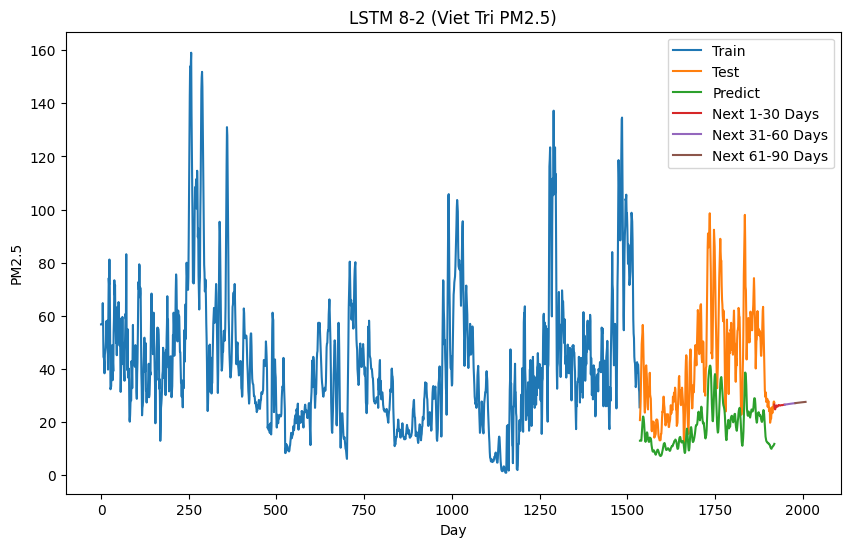 LSTM 8-2 (Viet Tri PM2.5)
Train
Test
Predict
Next 1-30 Days
Next 31-60 Days
Next 61-90 Days
PM2.5
160
140
120
100
80
60
40
20
0
0 250 500 750 1000 1250 1500 1750 2000
Day